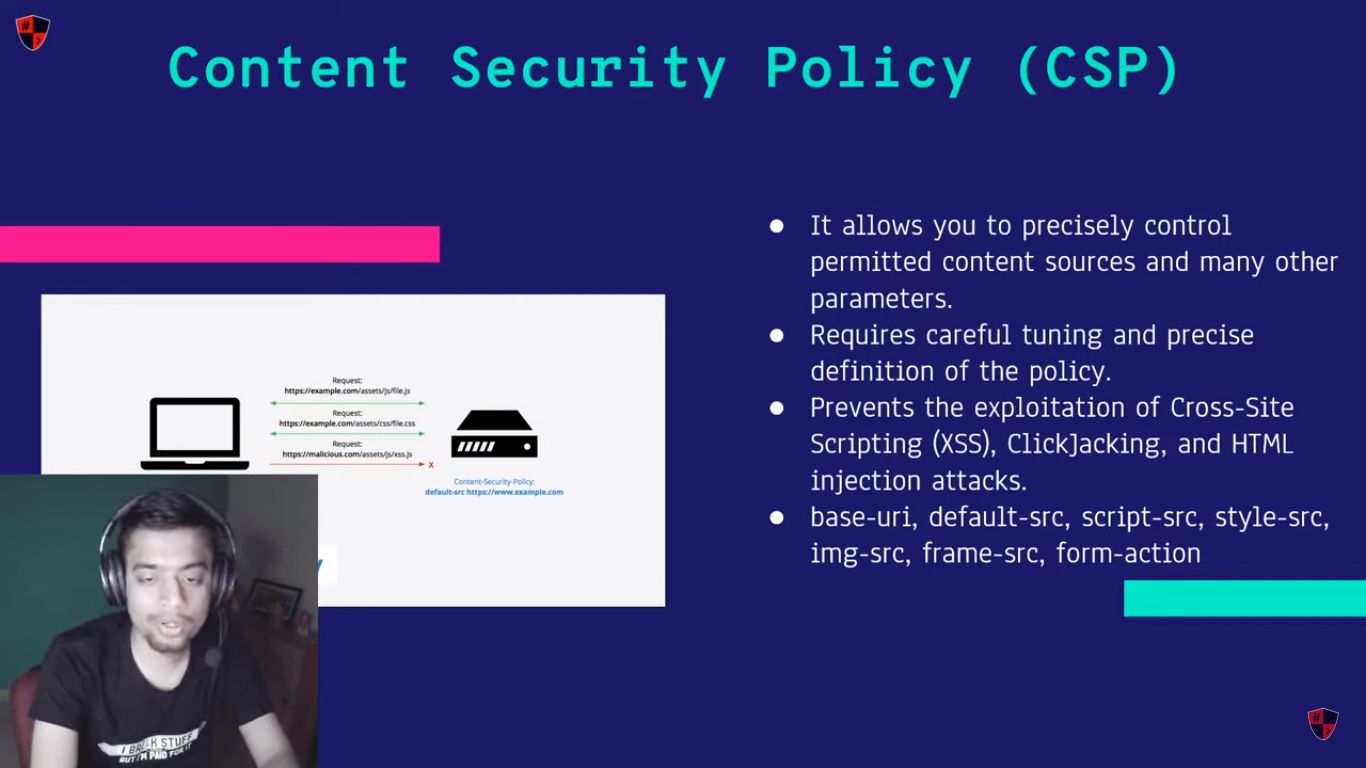 Content Security Policy (CSP)
● It allows you to precisely control
permitted content sources and many other
parameters.
● Requires careful tuning and precise
definition of the policy.
● Prevents the exploitation of Cross-Site
Scripting (XSS), ClickJacking, and HTML
injection attacks.
● base-uri, default-src, script-src, style-src,
img-src, frame-src, form-action
Request:
https://example.com/assets/js/file.js
Request:
https://example.com/assets/css/file.css
Request:
https://malicious.com/assets/js/xss.js
X
Content-Security-Policy:
default-src https://www.example.com
I BREAK STUFF
BUT I'M PAID FOR IT